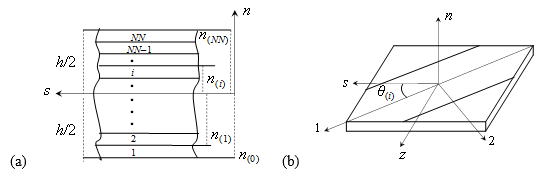 n
NN
n(NN)
NN-1
h/2
i
n(i)
s
h/2
n(1)
2
1
n(0)
(a)
n
s
θ(i)
1
z
2
(b)